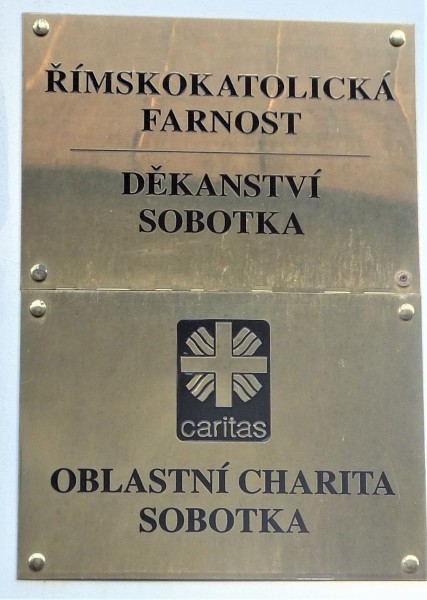 ŘÍMSKOKATOLICKÁ
FARNOST
DĚKANSTVÍ
SOBOTKA
caritas
OBLASTNÍ CHARITA
SOBOTKA